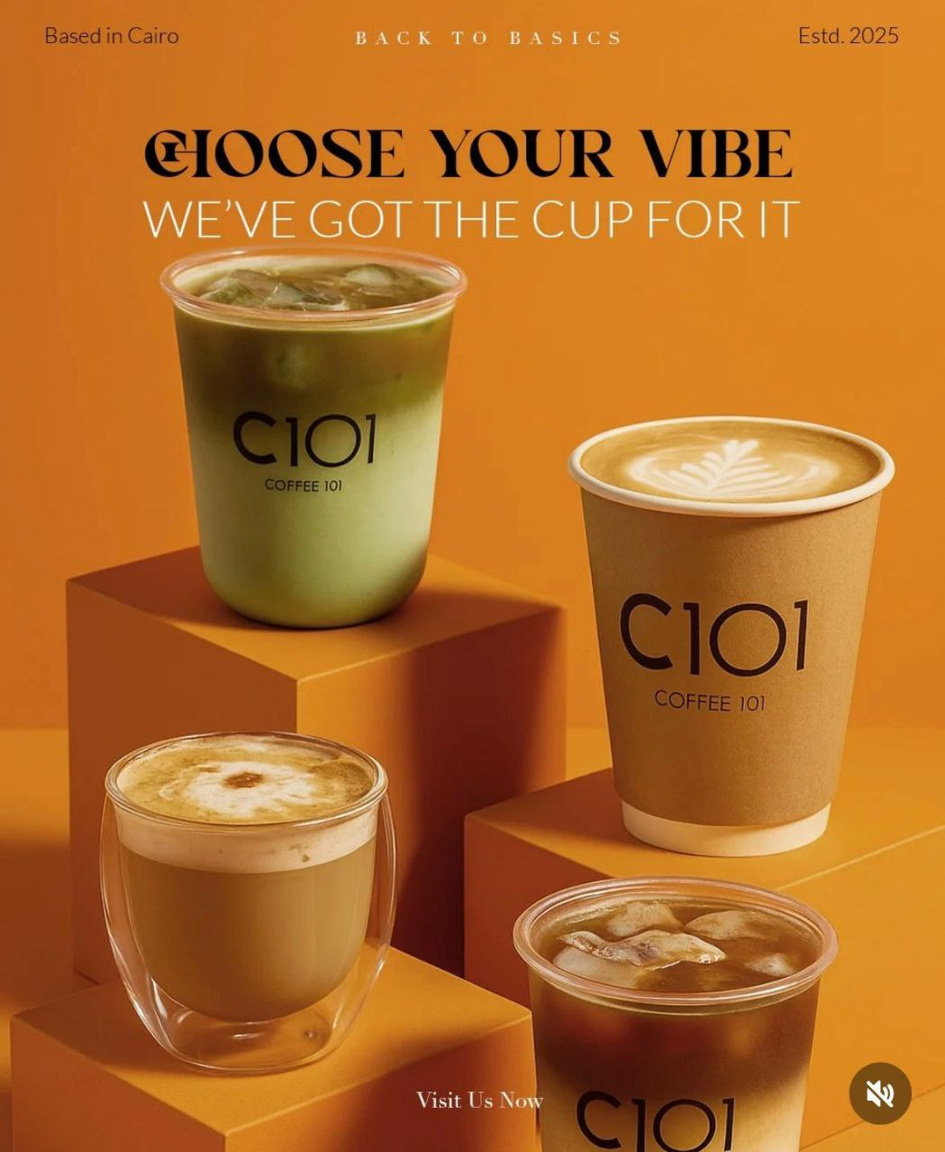 Based in Cairo
BACK TO BASICS
Estd. 2025
CHOOSE YOUR VIBE
WE'VE GOT THE CUP FOR IT
C101
COFFEE 101
C101
COFFEE 101
Visit Us Now
C101